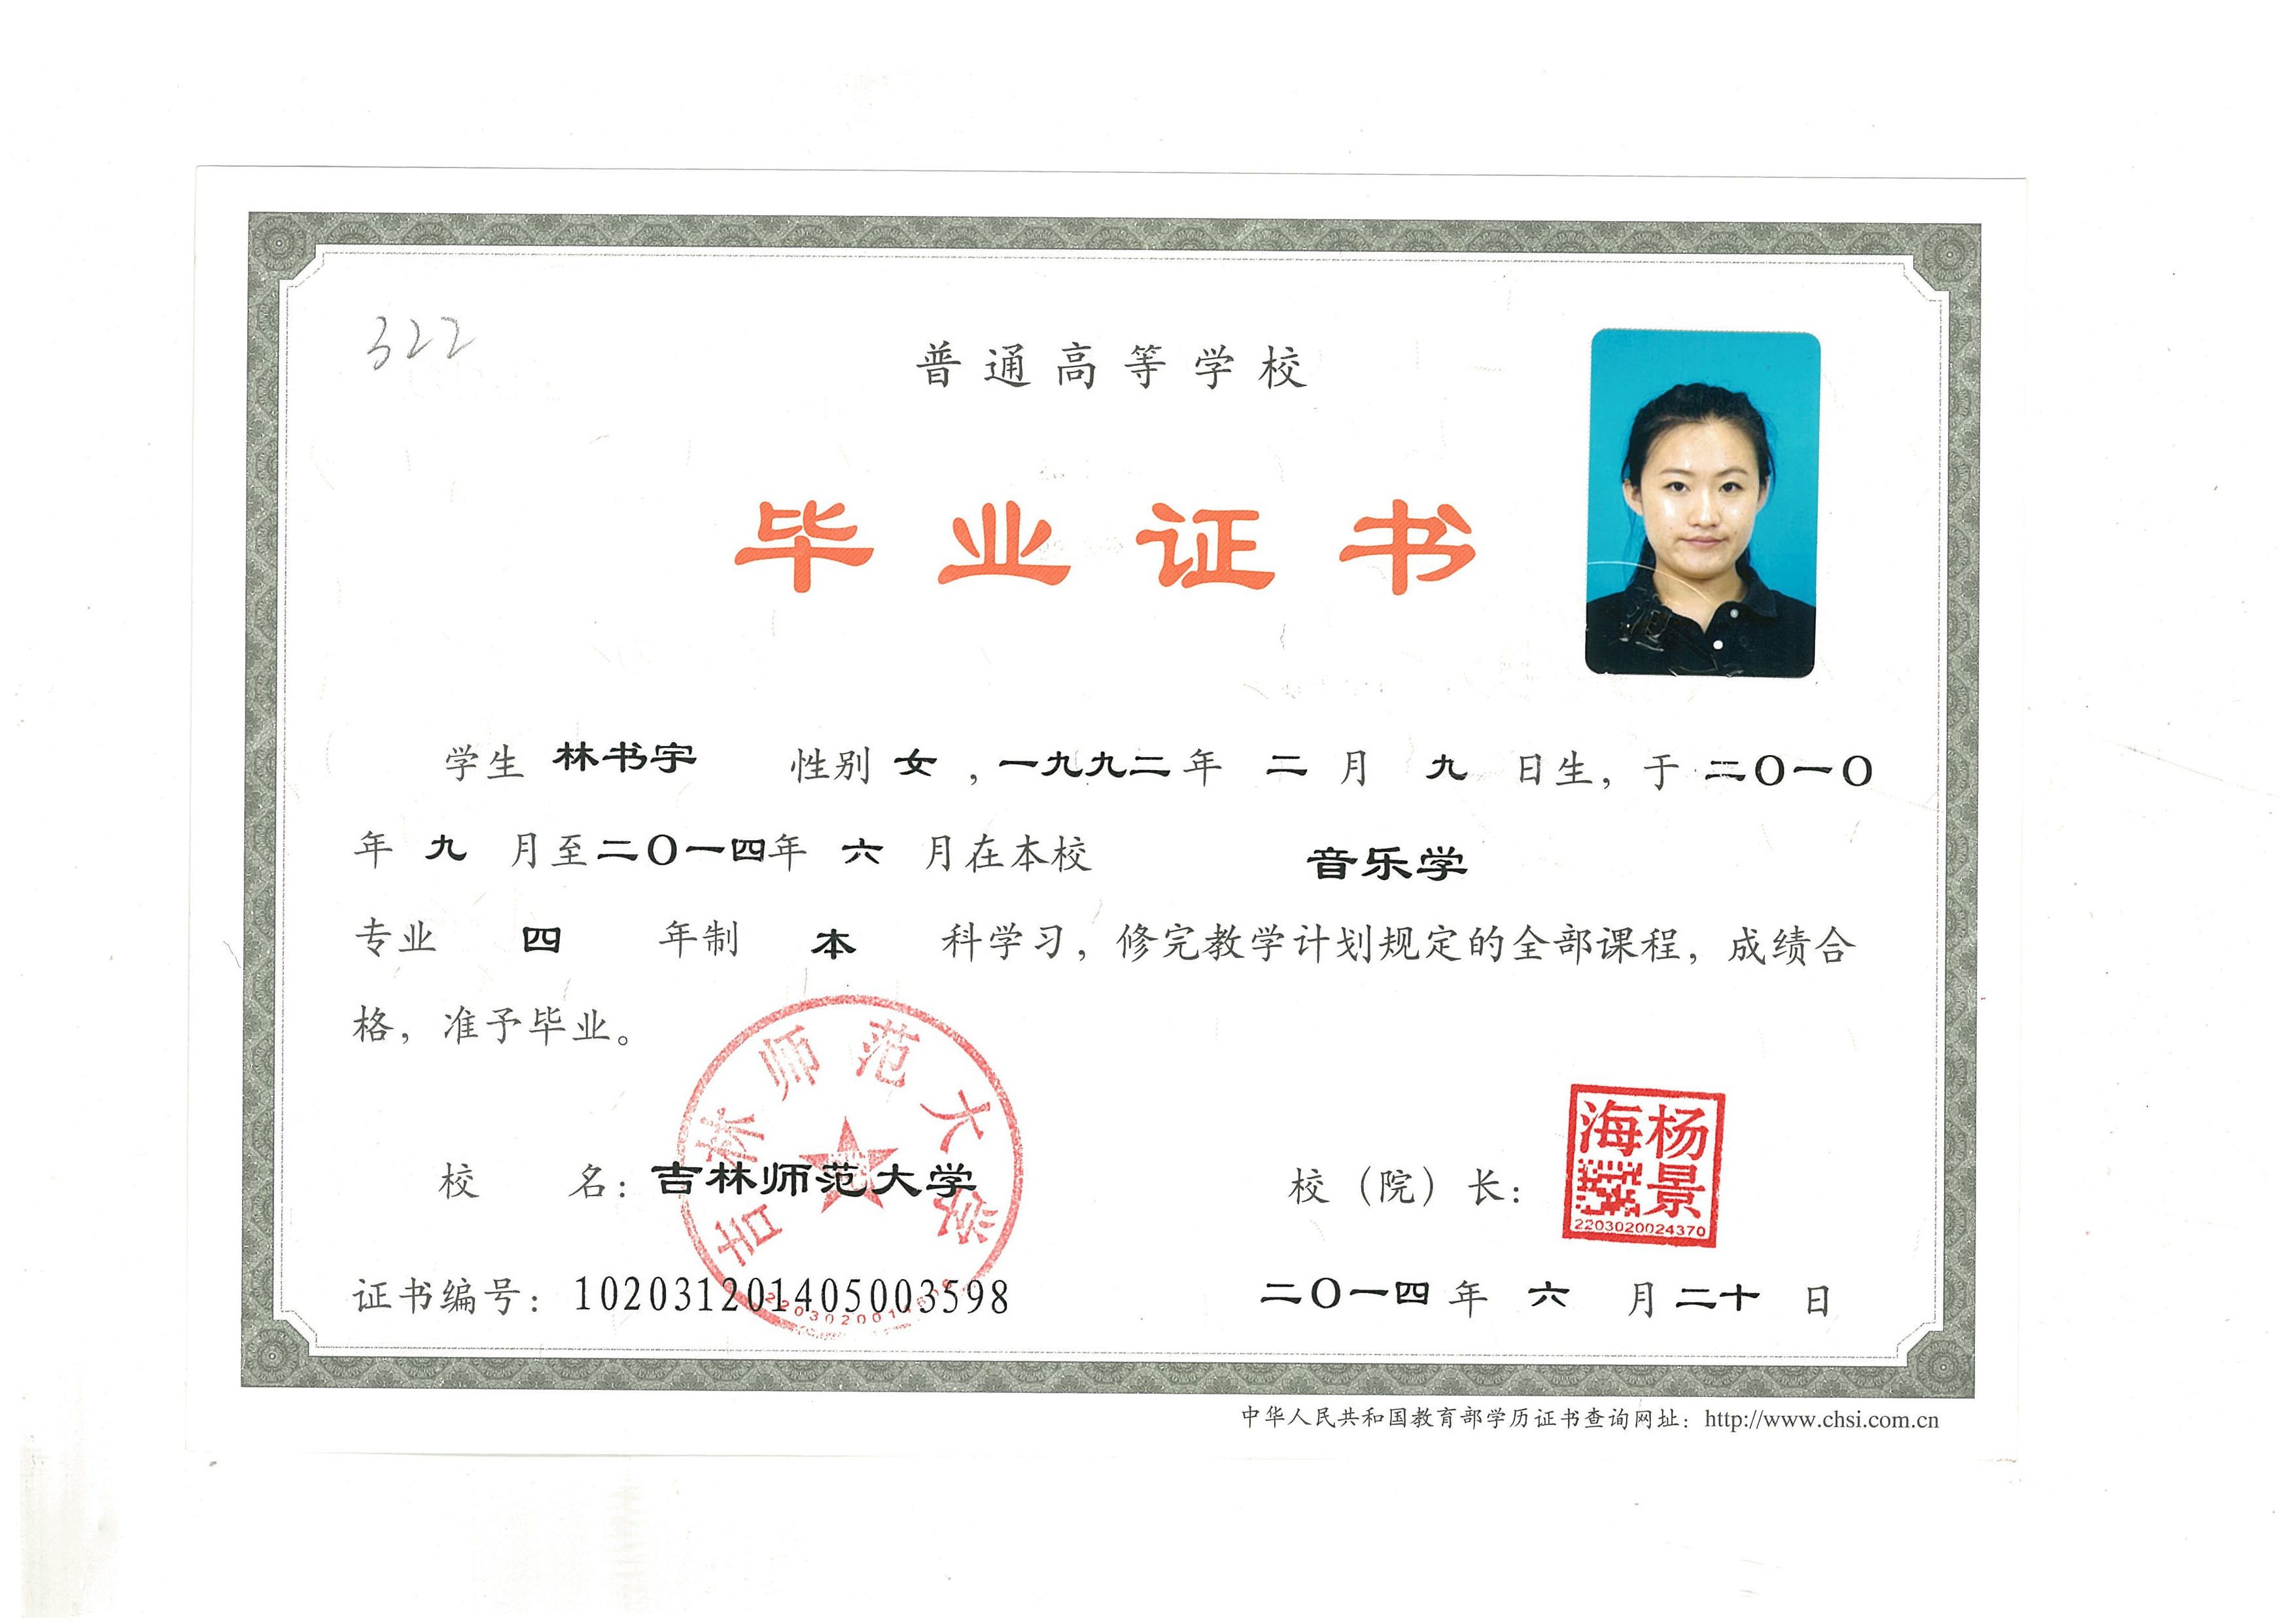 322
普通高等学校
毕业证书
学生 林书宇 性别 女 ,一九九二年 二 月 九 日生, 于 二〇一〇
年 九 月至二〇一四年 六 月在本校 音乐学
专业 四 年制 本 科学习, 修完教学计划规定的全部课程, 成绩合
格, 准予毕业。
吉林师范大学
校 名: 吉林师范大学
校（院）长:
杨景海
2203020024370
证书编号: 102031201405003598
二〇一四年 六 月二十 日
中华人民共和国教育部学历证书查询网址: http://www.chsi.com.cn